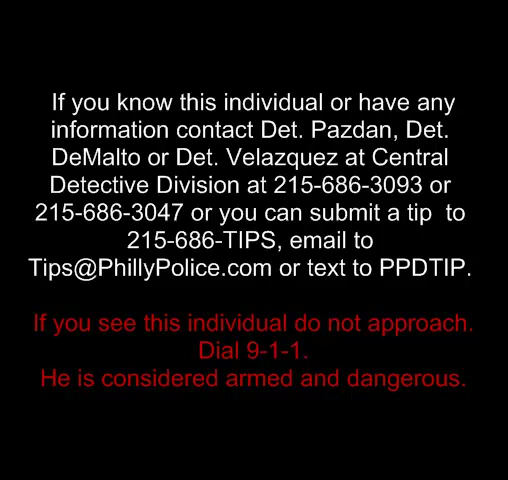 If you know this individual or have any
information contact Det. Pazdan, Det.
DeMalto or Det. Velazquez at Central
Detective Division at 215-686-3093 or
215-686-3047 or you can submit a tip  to
215-686-TIPS, email to
Tips@PhillyPolice.com or text to PPDTIP.
If you see this individual do not approach.
Dial 9-1-1.
He is considered armed and dangerous.